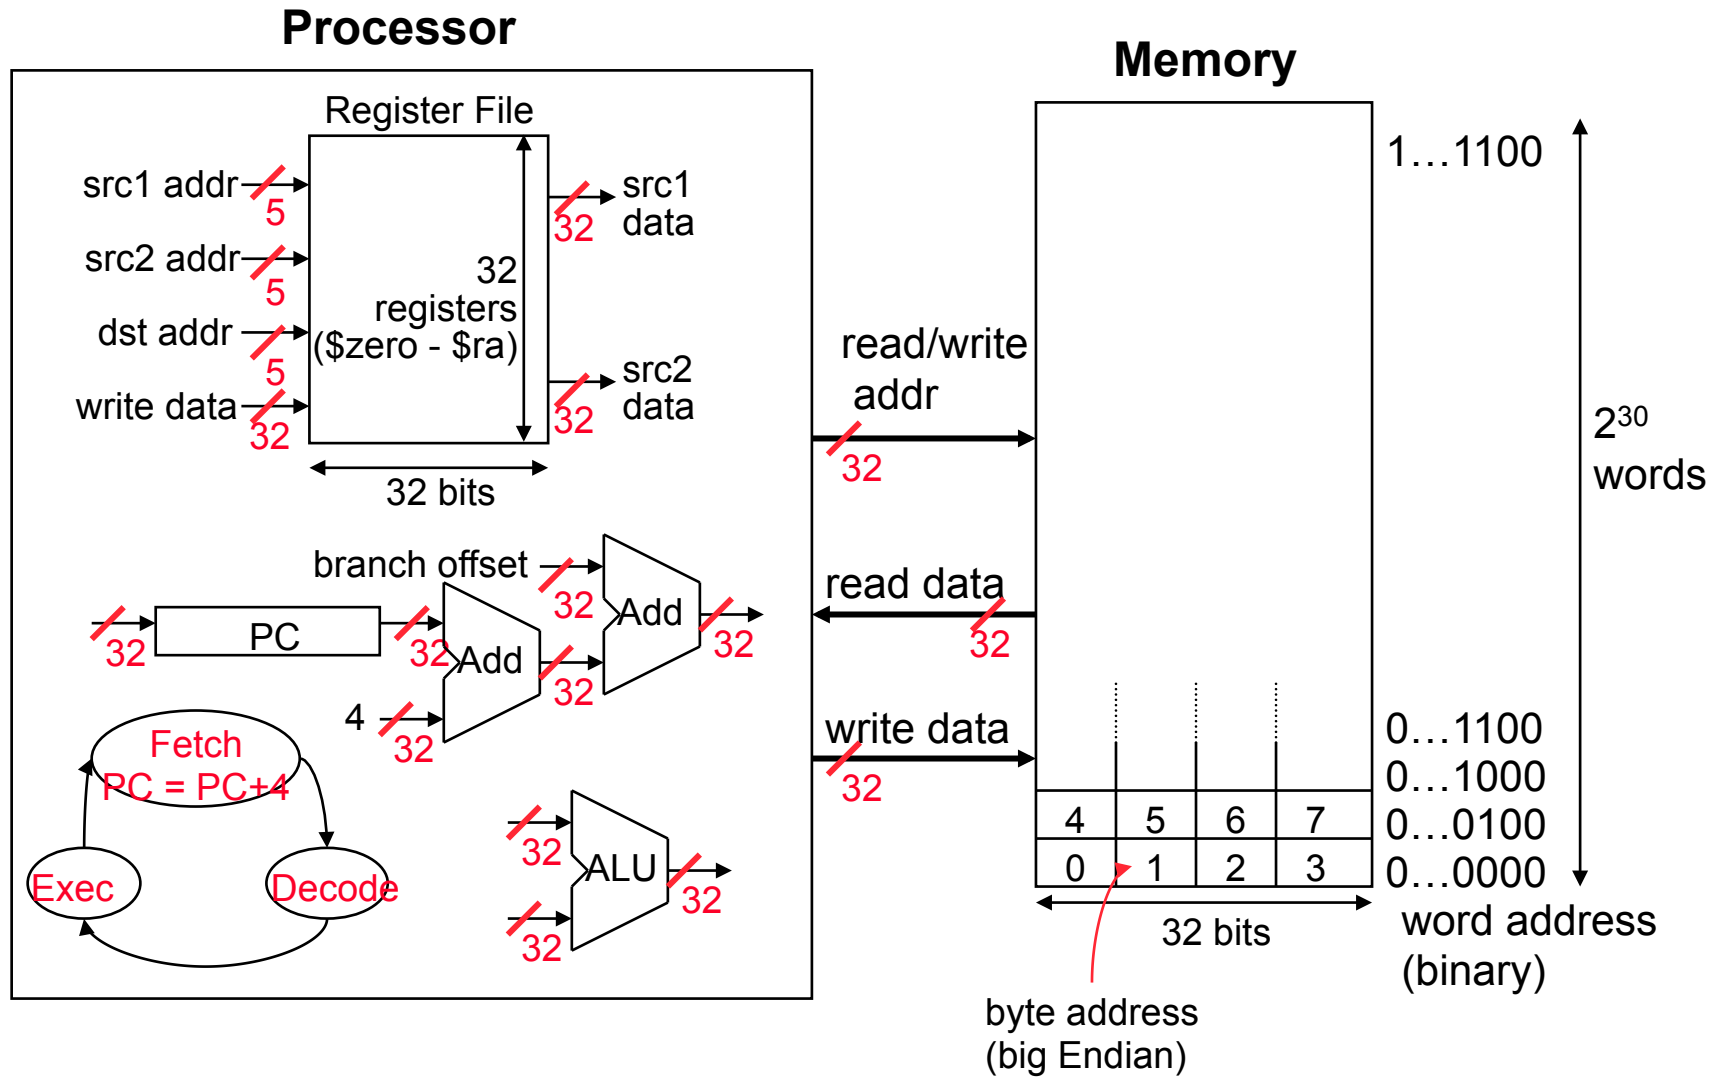 Processor
Memory
Register File
src1 addr
5
src2 addr
5
dst addr
5
write data
32
32
registers
($zero - $ra)
32
src1
data
32
src2
data
32 bits
branch offset
32
Add
32
32
PC
32
Add
32
4
32
Fetch
PC = PC+4
Exec
Decode
32
32
ALU
32
read/write
addr
32
read data
32
write data
32
1…1100
2³⁰
words
0…1100
0…1000
4 5 6 7
0…0100
0 1 2 3
0…0000
32 bits
word address
(binary)
byte address
(big Endian)